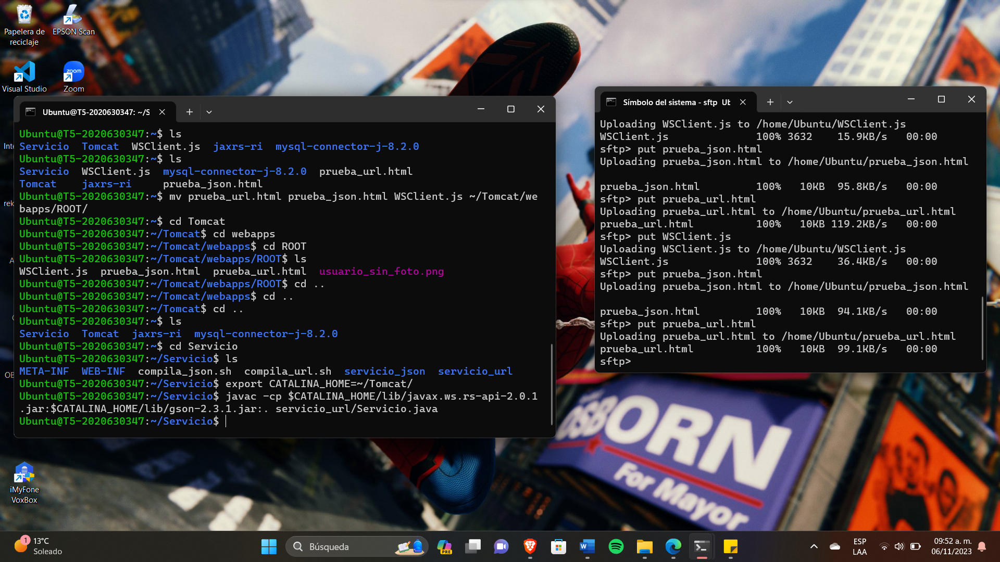 Papelera de
reciclaje
EPSON Scan
Visual Studio
zoom
Zoom
Ubuntu@T5-2020630347: ~/S
Ubuntu@T5-2020630347:~$ ls
Servicio  Tomcat  WSClient.js  jaxrs-ri  mysql-connector-j-8.2.0
Ubuntu@T5-2020630347:~$ ls
Servicio  WSClient.js  mysql-connector-j-8.2.0  prueba_url.html
Tomcat    jaxrs-ri     prueba_json.html
Ubuntu@T5-2020630347:~$ mv prueba_url.html prueba_json.html WSClient.js ~/Tomcat/we
bapps/ROOT/
Ubuntu@T5-2020630347:~$ cd Tomcat
Ubuntu@T5-2020630347:~/Tomcat$ cd webapps
Ubuntu@T5-2020630347:~/Tomcat/webapps$ cd ROOT
Ubuntu@T5-2020630347:~/Tomcat/webapps/ROOT$ ls
WSClient.js  prueba_json.html  prueba_url.html  usuario_sin_foto.png
Ubuntu@T5-2020630347:~/Tomcat/webapps/ROOT$ cd ..
Ubuntu@T5-2020630347:~/Tomcat/webapps$ cd ..
Ubuntu@T5-2020630347:~/Tomcat$ cd ..
Ubuntu@T5-2020630347:~$ ls
Servicio  Tomcat  jaxrs-ri  mysql-connector-j-8.2.0
Ubuntu@T5-2020630347:~$ cd Servicio
Ubuntu@T5-2020630347:~/Servicio$ ls
META-INF  WEB-INF  compila_json.sh  compila_url.sh  servicio_json  servicio_url
Ubuntu@T5-2020630347:~/Servicio$ export CATALINA_HOME=~/Tomcat/
Ubuntu@T5-2020630347:~/Servicio$ javac -cp $CATALINA_HOME/lib/javax.ws.rs-api-2.0.1
.jar:$CATALINA_HOME/lib/gson-2.3.1.jar:. servicio_url/Servicio.java
Ubuntu@T5-2020630347:~/Servicio$
Símbolo del sistema - sftp  Ub
Uploading WSClient.js to /home/Ubuntu/WSClient.js
WSClient.js              100% 3632    15.9KB/s   00:00
sftp> put prueba_json.html
Uploading prueba_json.html to /home/Ubuntu/prueba_json.html
prueba_json.html         100%   10KB  95.8KB/s   00:00
sftp> put prueba_url.html
Uploading prueba_url.html to /home/Ubuntu/prueba_url.html
prueba_url.html          100%   10KB 119.2KB/s   00:00
sftp> put WSClient.js
Uploading WSClient.js to /home/Ubuntu/WSClient.js
WSClient.js              100% 3632    36.4KB/s   00:00
sftp> put prueba_json.html
Uploading prueba_json.html to /home/Ubuntu/prueba_json.html
prueba_json.html         100%   10KB  94.1KB/s   00:00
sftp> put prueba_url.html
Uploading prueba_url.html to /home/Ubuntu/prueba_url.html
prueba_url.html          100%   10KB  99.1KB/s   00:00
sftp>
Inte
rek
OB
OSBORN
For Mayor
iMyFone
VoxBox
1
13°C
Soleado
Búsqueda
PRE
W
ESP
LAA
09:52 a. m.
06/11/2023